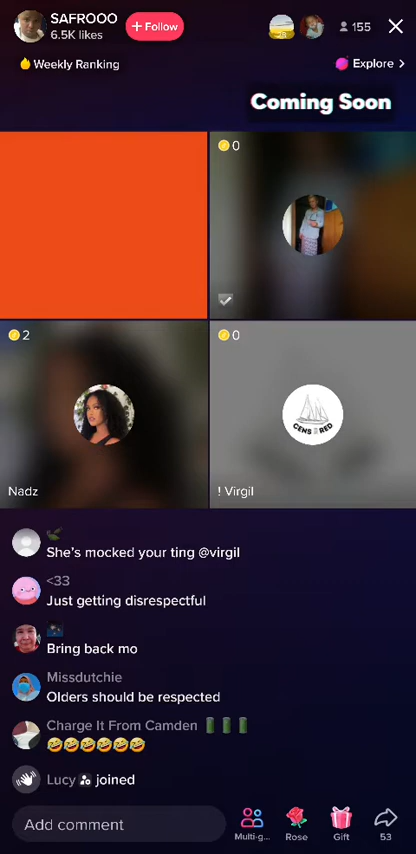 SAFROOO
6.5K likes
+ Follow
155
Weekly Ranking
Explore >
Coming Soon
0
2
0
CENSORED
Nadz
! Virgil
She's mocked your ting @virgil
<33
Just getting disrespectful
Bring back mo
Missdutchie
Olders should be respected
Charge It From Camden
Lucy joined
Add comment
Multi-g...
Rose
Gift
53